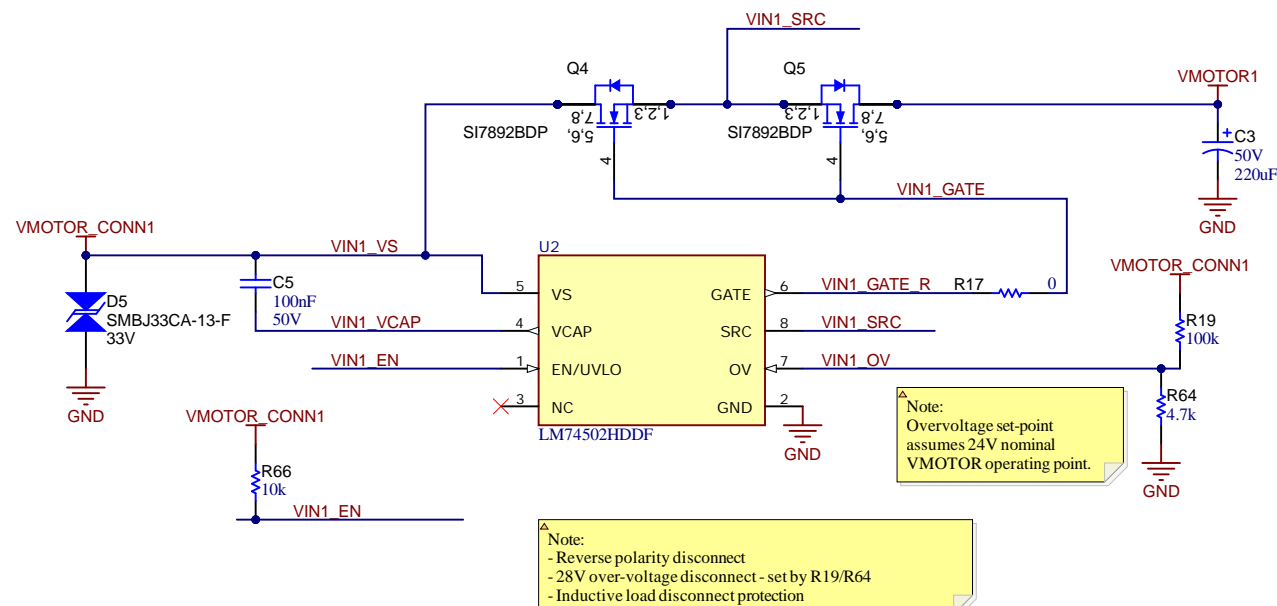 VIN1_SRC
Q4
Q5
VMOTOR1
1,2,3
7,8
5,6,
SI7892BDP
4
1,2,3
7,8
5,6,
SI7892BDP
4
C3
50V
220uF
GND
VIN1_GATE
VMOTOR_CONN1
VIN1_VS
U2
C5
100nF
50V
D5
SMBJ33CA-13-F
33V
GND
VIN1_VCAP
VIN1_EN
5 VS
4 VCAP
1 EN/UVLO
3 NC
GATE 6
SRC 8
OV 7
GND 2
LM74502HDDF
VIN1_GATE_R
R17
0
VIN1_SRC
VIN1_OV
GND
VMOTOR_CONN1
R19
100k
R64
4.7k
GND
Note:
Overvoltage set-point
assumes 24V nominal
VMOTOR operating point.
VMOTOR_CONN1
R66
10k
VIN1_EN
Note:
- Reverse polarity disconnect
- 28V over-voltage disconnect - set by R19/R64
- Inductive load disconnect protection